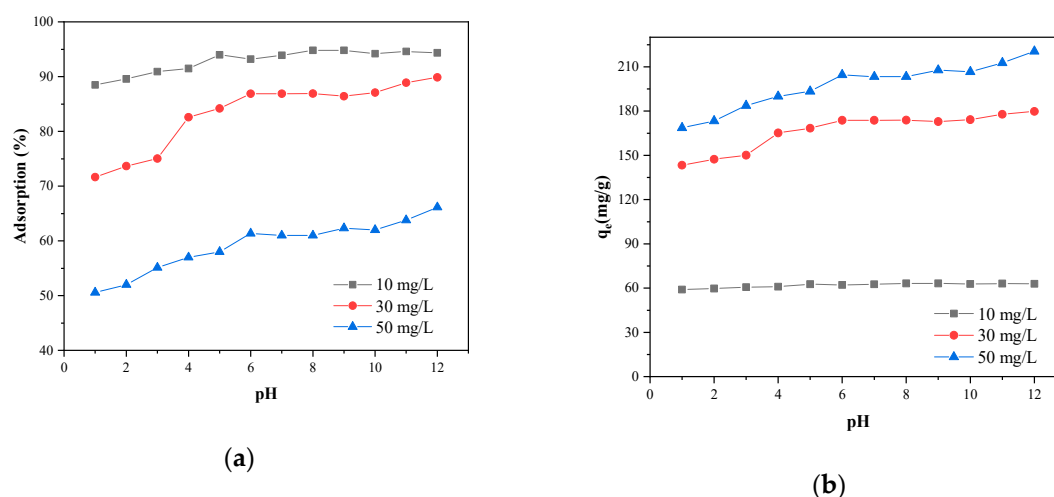 100
90
80
70
60
50
40
Adsorption (%)
10 mg/L
30 mg/L
50 mg/L
0 2 4 6 8 10 12
pH
(a)
210
180
150
120
90
60
30
0
qe(mg/g)
10 mg/L
30 mg/L
50 mg/L
0 2 4 6 8 10 12
pH
(b)